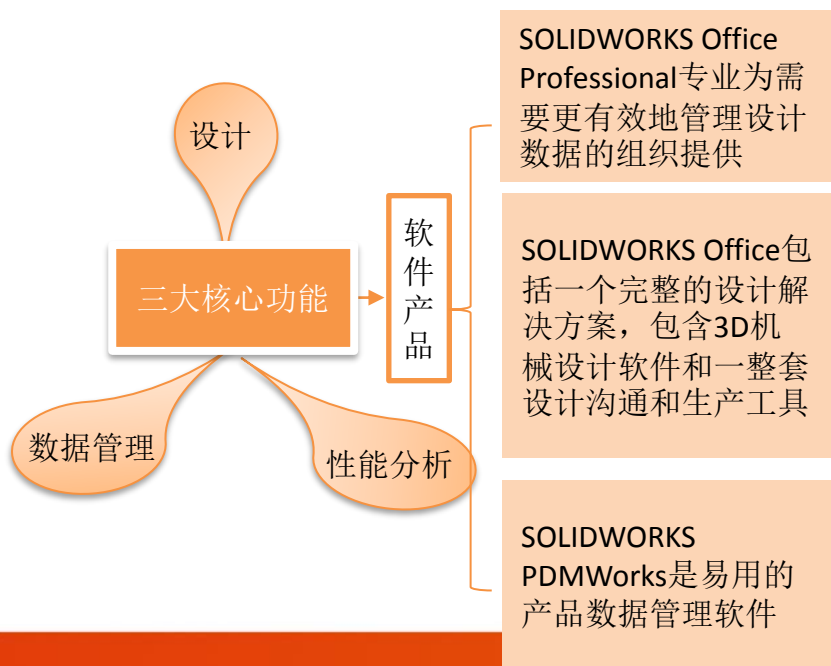 设计
三大核心功能
数据管理
性能分析
软
件
产
品
SOLIDWORKS Office
Professional专业为需
要更有效地管理设计
数据的组织提供
SOLIDWORKS Office包
括一个完整的设计解
决方案，包含3D机
械设计软件和一整套
设计沟通和生产工具
SOLIDWORKS
PDMWorks是易用的
产品数据管理软件